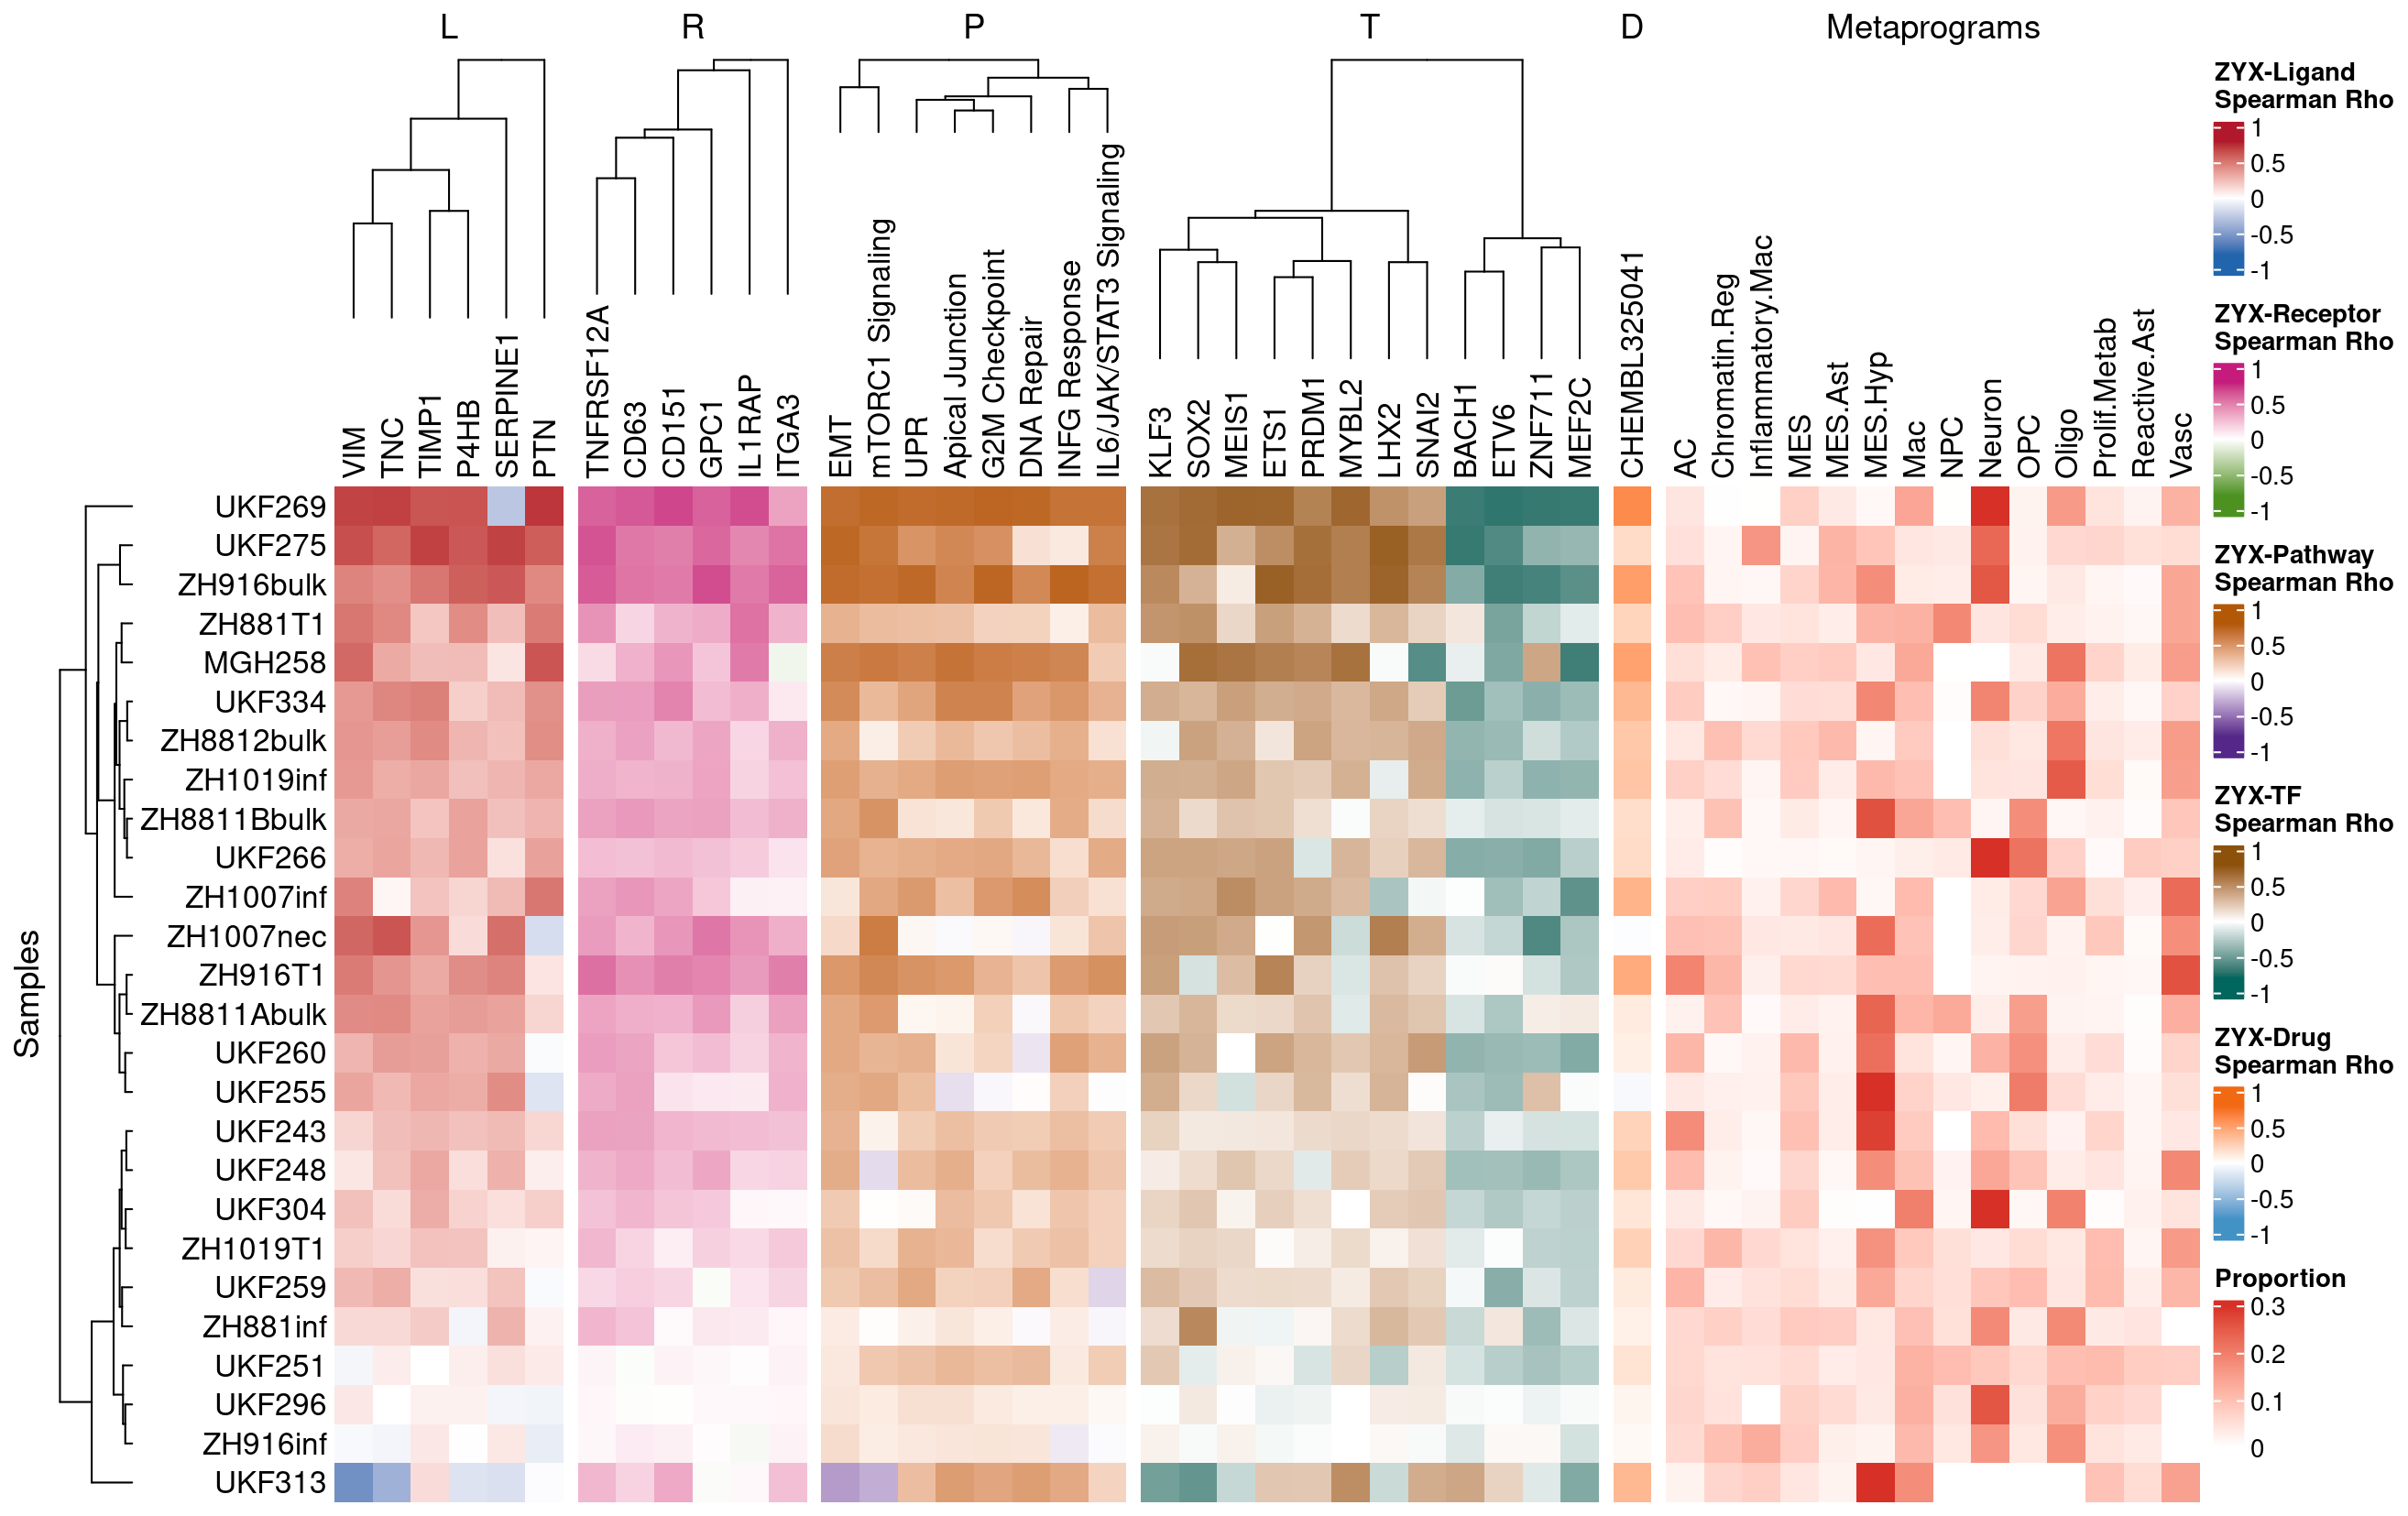 L R P T D Metaprograms
VIM
TNC
TIMP1
P4HB
SERPINE1
PTN
TNFRSF12A
CD63
CD151
GPC1
IL1RAP
ITGA3
EMT
mTORC1 Signaling
UPR
Apical Junction
G2M Checkpoint
DNA Repair
INFG Response
IL6/JAK/STAT3 Signaling
KLF3
SOX2
MEIS1
ETS1
PRDM1
MYBL2
LHX2
SNAI2
BACH1
ETV6
ZNF711
MEF2C
CHEMBL325041
AC
Chromatin.Reg
Inflammatory.Mac
MES
MES.Ast
MES.Hyp
Mac
NPC
Neuron
OPC
Oligo
Prolif.Metab
Reactive.Ast
Vasc
Samples
UKF269
UKF275
ZH916bulk
ZH881T1
MGH258
UKF334
ZH8812bulk
ZH1019inf
ZH8811Bbulk
UKF266
ZH1007inf
ZH1007nec
ZH916T1
ZH8811Abulk
UKF260
UKF255
UKF243
UKF248
UKF304
ZH1019T1
UKF259
ZH881inf
UKF251
UKF296
ZH916inf
UKF313
ZYX-Ligand
Spearman Rho
1
0.5
0
-0.5
-1
ZYX-Receptor
Spearman Rho
1
0.5
0
-0.5
-1
ZYX-Pathway
Spearman Rho
1
0.5
0
-0.5
-1
ZYX-TF
Spearman Rho
1
0.5
0
-0.5
-1
ZYX-Drug
Spearman Rho
1
0.5
0
-0.5
-1
Proportion
0.3
0.2
0.1
0